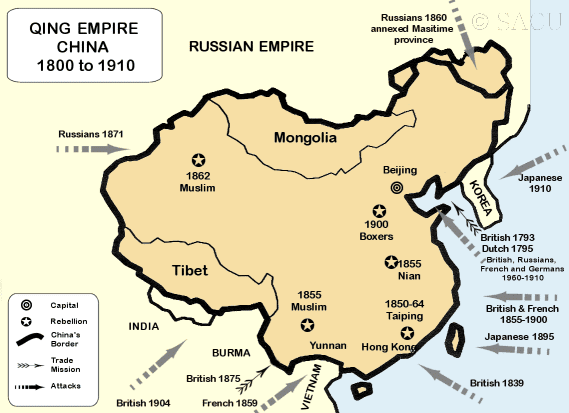 QING EMPIRE
CHINA
1800 to 1910
RUSSIAN EMPIRE
Russians 1860
annexed Masitime
province
© SACU
Russians 1871
Mongolia
1862
Muslim
Beijing
KOREA
Japanese
1910
1900
Boxers
British 1793
Dutch 1795
British, Russians,
French and Germans
1960-1910
Tibet
1855
Nian
1855
Muslim
1850-64
Taiping
British & French
1855-1900
Capital
Rebellion
China's
Border
Trade
Mission
Attacks
INDIA
BURMA
Yunnan
Hong Kong
Japanese 1895
British 1875
French 1859
VIETNAM
British 1839
British 1904